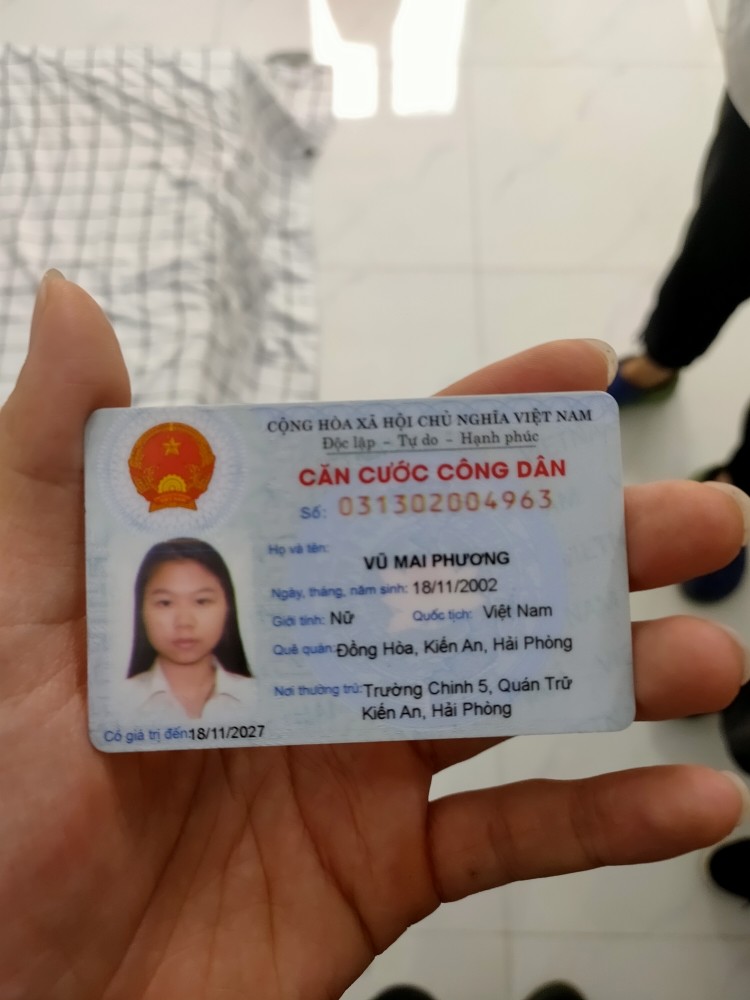 CỘNG HÒA XÃ HỘI CHỦ NGHĨA VIỆT NAM
Độc lập – Tự do – Hạnh phúc
CĂN CƯỚC CÔNG DÂN
Số: 031302004963
Họ và tên:
VŨ MAI PHƯƠNG
Ngày, tháng, năm sinh: 18/11/2002
Giới tính: Nữ Quốc tịch: Việt Nam
Quê quán: Đồng Hòa, Kiến An, Hải Phòng
Nơi thường trú: Trường Chinh 5, Quán Trữ
Kiến An, Hải Phòng
Có giá trị đến: 18/11/2027